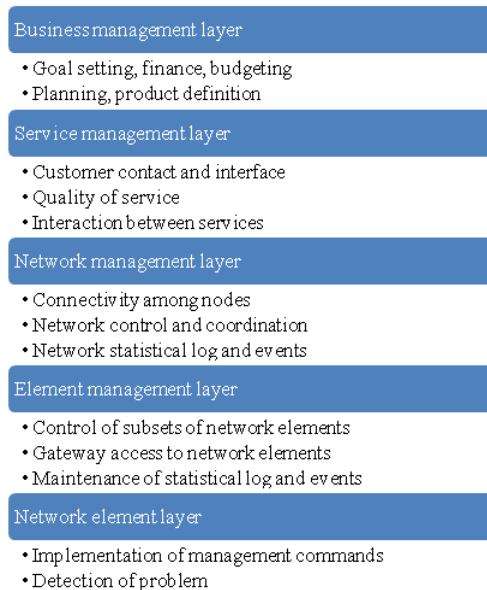 Business management layer
• Goal setting, finance, budgeting
• Planning, product definition
Service management layer
• Customer contact and interface
• Quality of service
• Interaction between services
Network management layer
• Connectivity among nodes
• Network control and coordination
• Network statistical log and events
Element management layer
• Control of subsets of network elements
• Gateway access to network elements
• Maintenance of statistical log and events
Network element layer
• Implementation of management commands
• Detection of problem